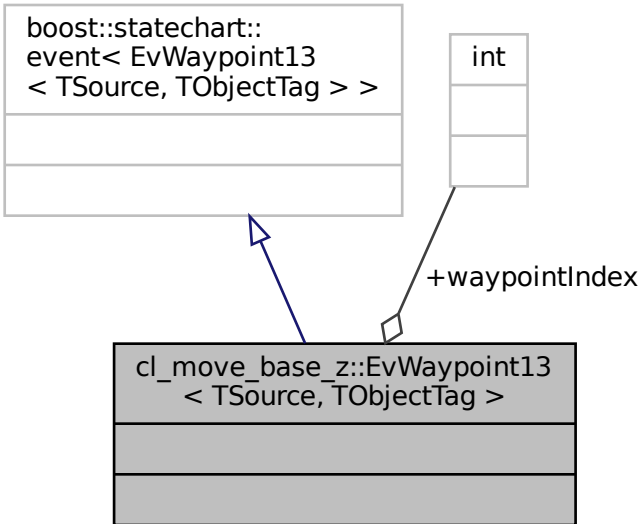 boost::statechart::
event< EvWaypoint13
< TSource, TObjectTag > >
int
+waypointIndex
cl_move_base_z::EvWaypoint13
< TSource, TObjectTag >